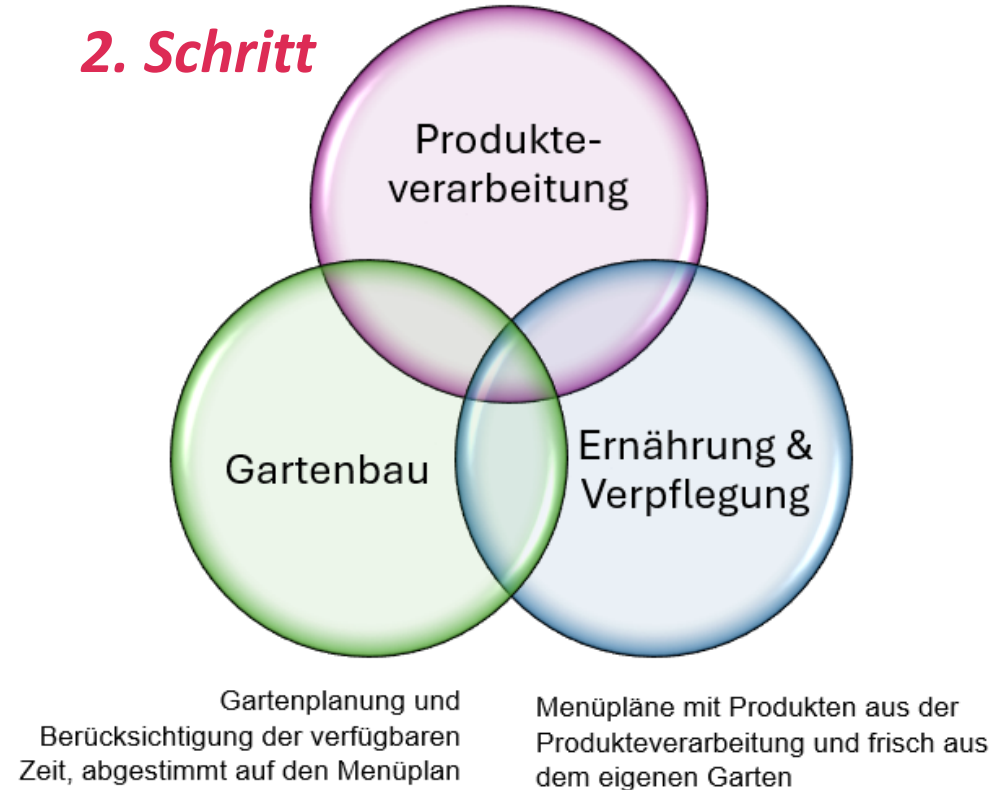 2. Schritt
Produkte-
verarbeitung
Gartenbau
Ernährung &
Verpflegung
Gartenplanung und
Berücksichtigung der verfügbaren
Zeit, abgestimmt auf den Menüplan
Menüpläne mit Produkten aus der
Produkteverarbeitung und frisch aus
dem eigenen Garten